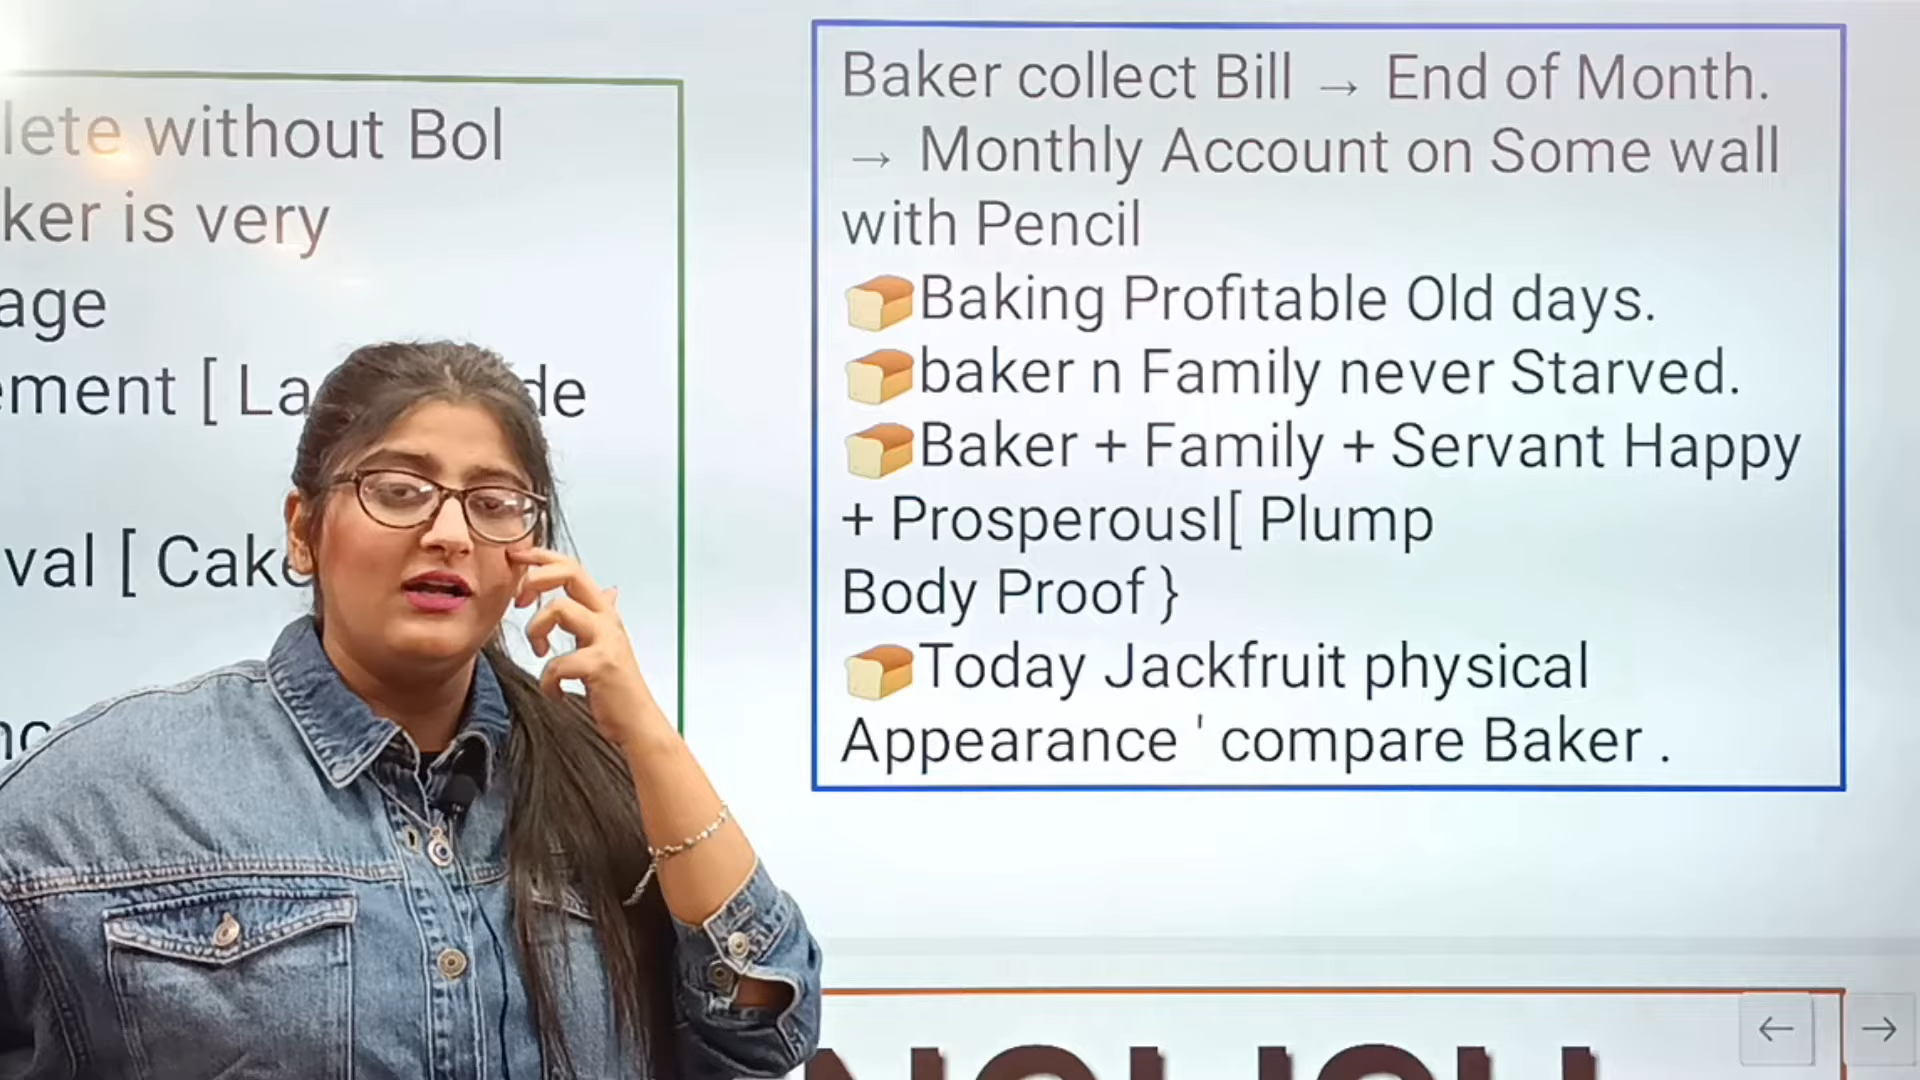 lete without Bol
ker is very
age
ement [ La de
val [ Cake
Baker collect Bill → End of Month.
→ Monthly Account on Some wall
with Pencil
🍞Baking Profitable Old days.
🍞baker n Family never Starved.
🍞Baker + Family + Servant Happy
+ Prosperousl[ Plump
Body Proof }
🍞Today Jackfruit physical
Appearance ' compare Baker .
← →